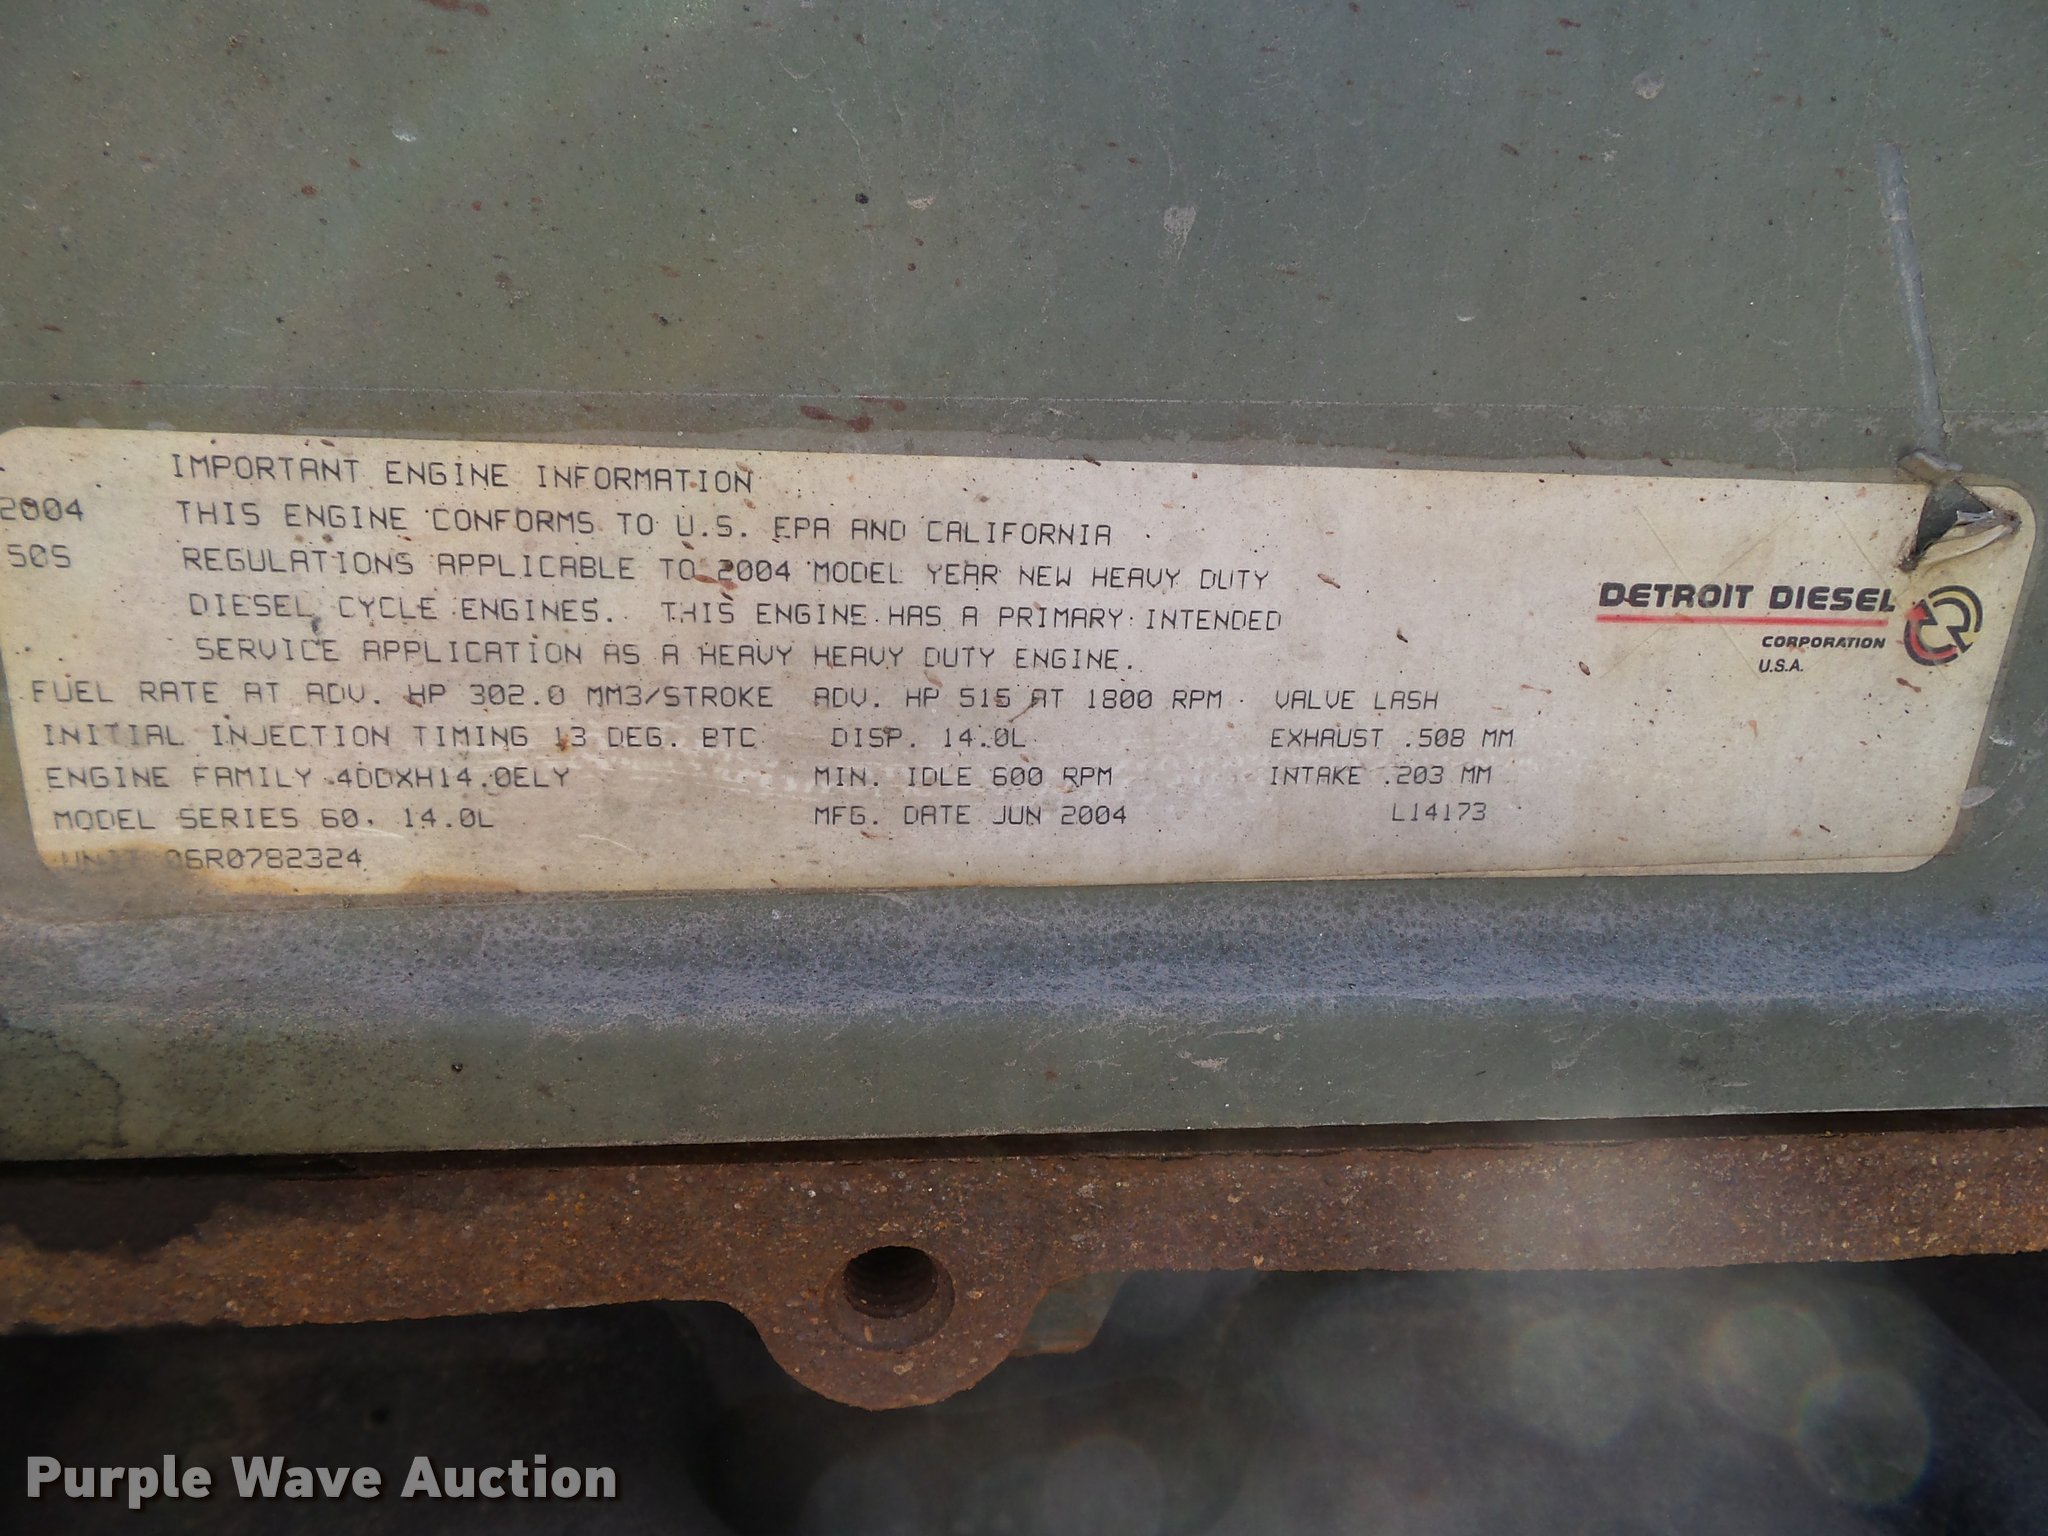 IMPORTANT ENGINE INFORMATION
2004 THIS ENGINE CONFORMS TO U.S. EPA AND CALIFORNIA
50S REGULATIONS APPLICABLE TO 2004 MODEL YEAR NEW HEAVY DUTY
DIESEL CYCLE ENGINES. THIS ENGINE HAS A PRIMARY INTENDED
SERVICE APPLICATION AS A HEAVY HEAVY DUTY ENGINE.
FUEL RATE AT ADV. HP 302.0 MM3/STROKE ADV. HP 515 AT 1800 RPM VALVE LASH
INITIAL INJECTION TIMING 13 DEG. BTC DISP. 14.0L EXHAUST .508 MM
ENGINE FAMILY 4DDXH14.0ELY MIN. IDLE 600 RPM INTAKE .203 MM
MODEL SERIES 60, 14.0L MFG. DATE JUN 2004 L14173
UNIT 06R0782324
DETROIT DIESEL
CORPORATION
U.S.A.
Purple Wave Auction